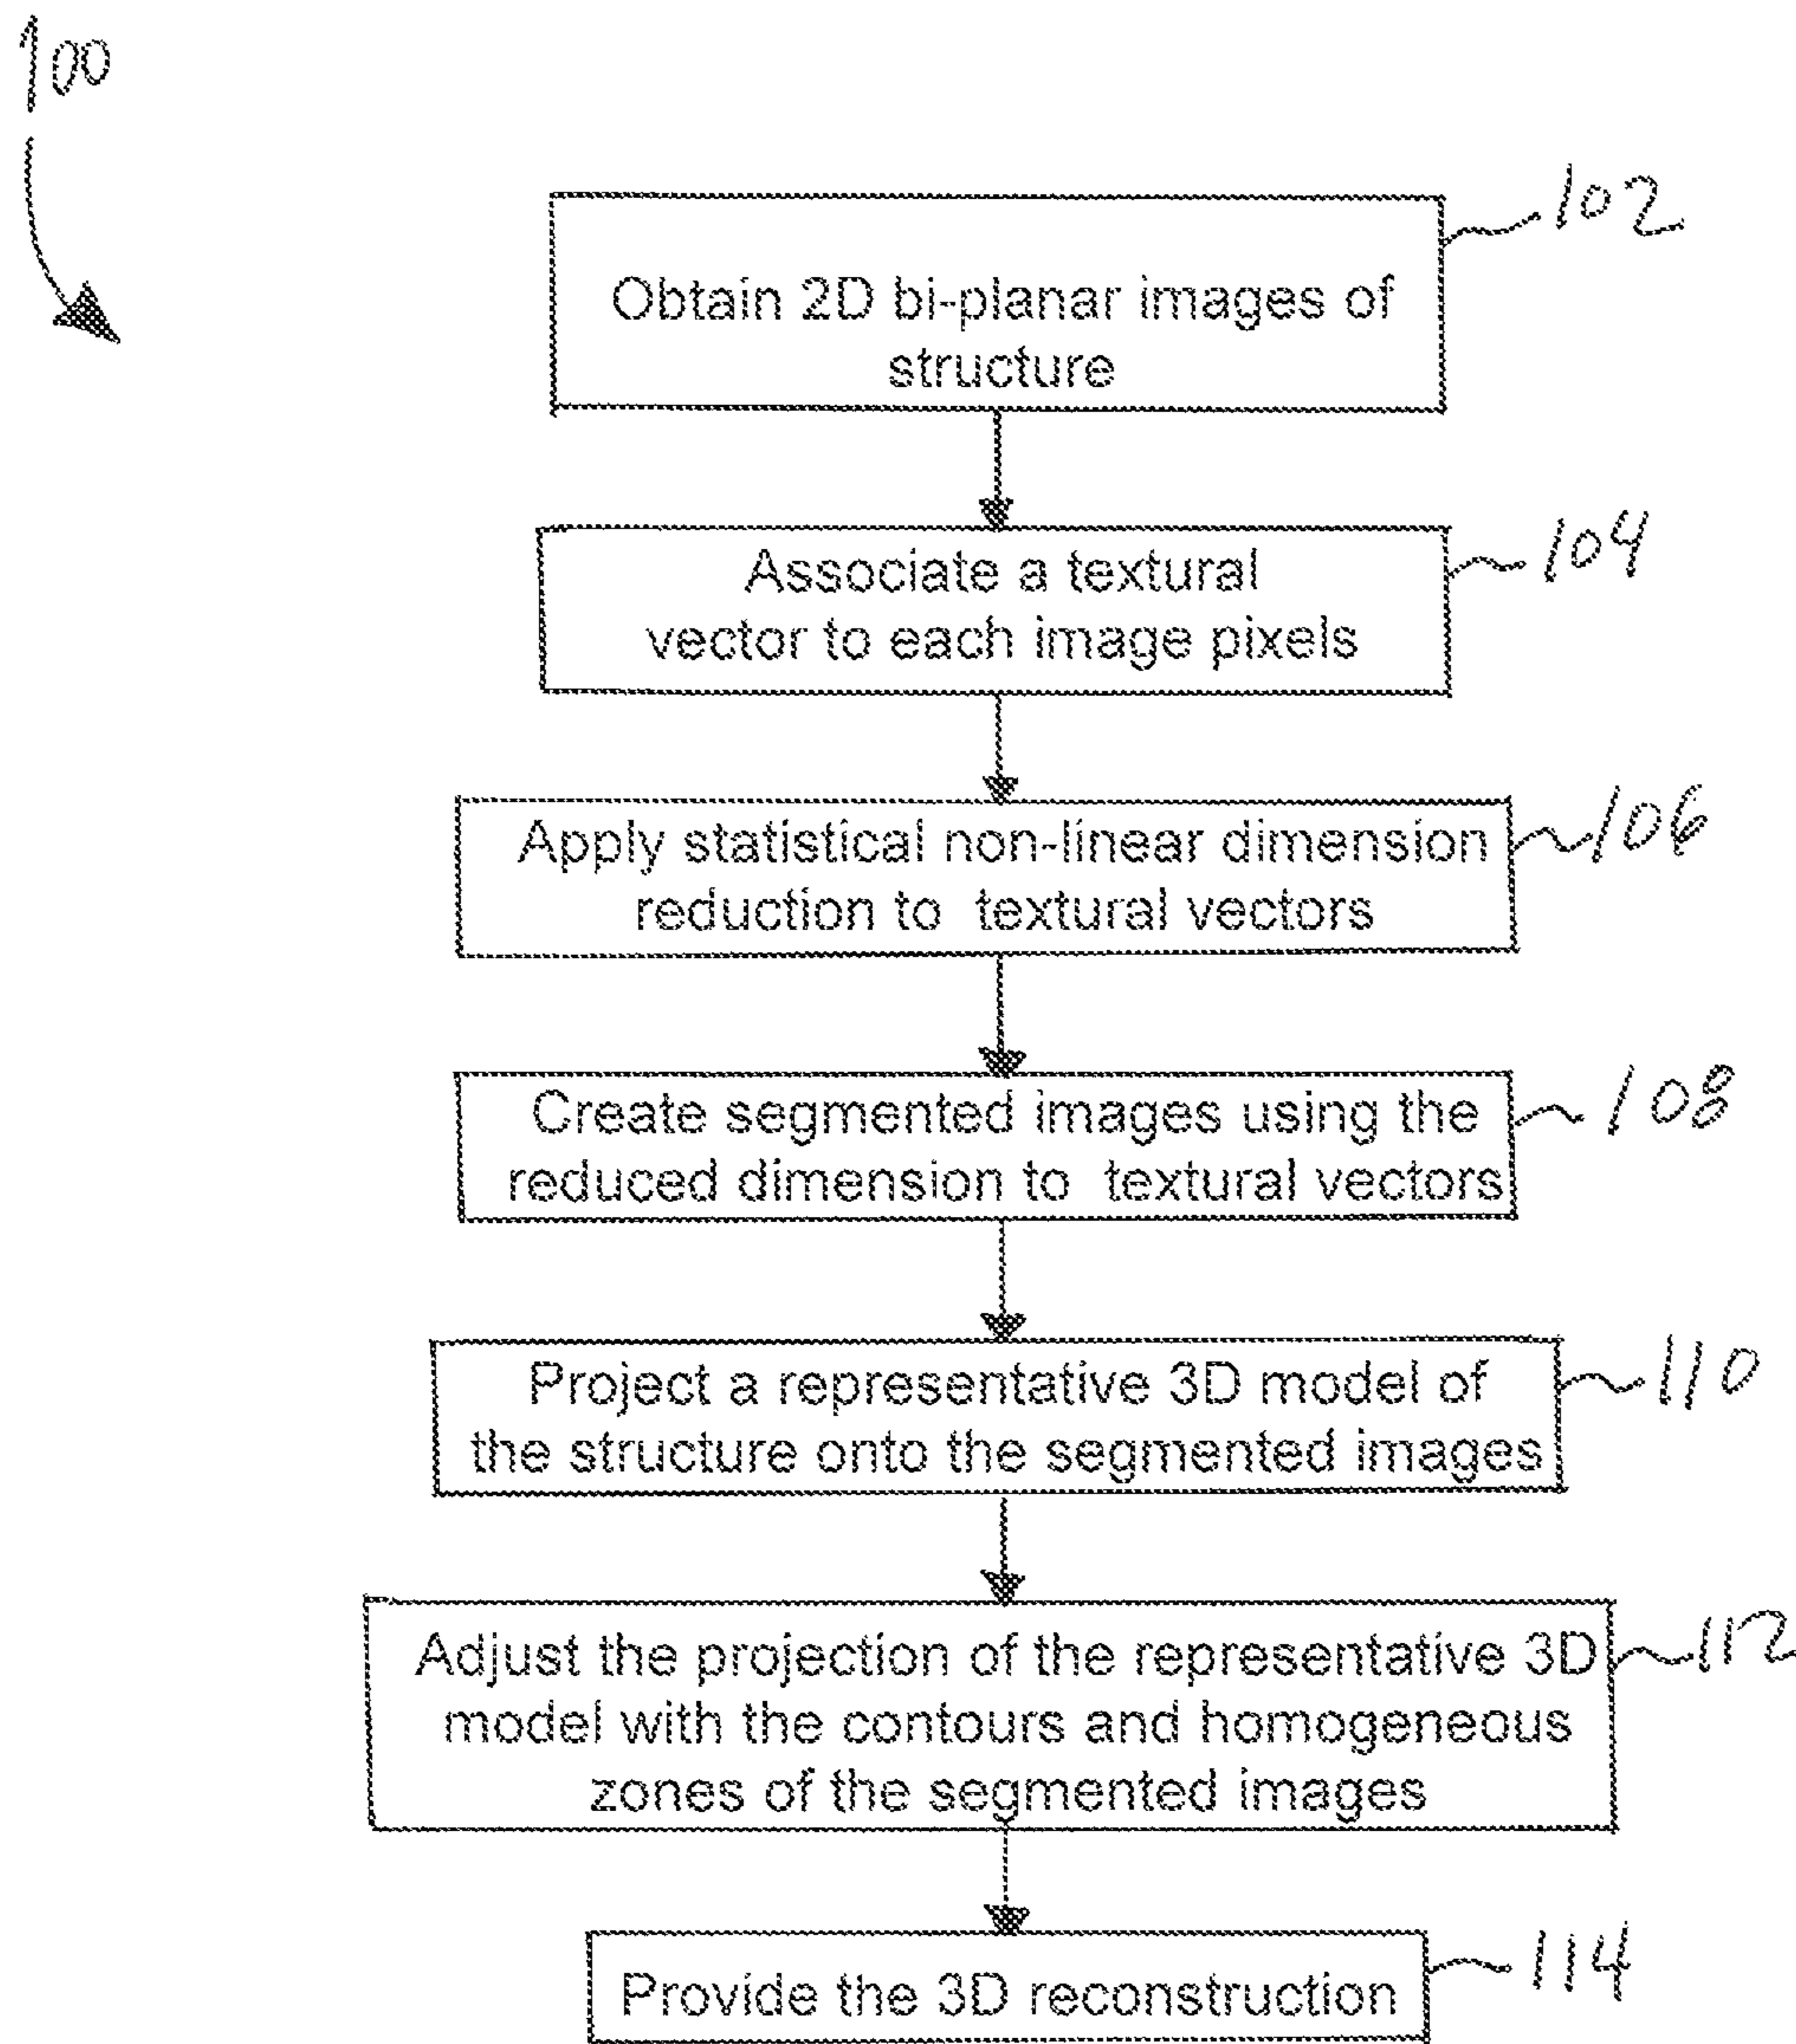 100
102
Obtain 2D bi-planar images of
structure
104
Associate a textural
vector to each image pixels
106
Apply statistical non-linear dimension
reduction to textural vectors
108
Create segmented images using the
reduced dimension to textural vectors
110
Project a representative 3D model of
the structure onto the segmented images
112
Adjust the projection of the representative 3D
model with the contours and homogeneous
zones of the segmented images
114
Provide the 3D reconstruction